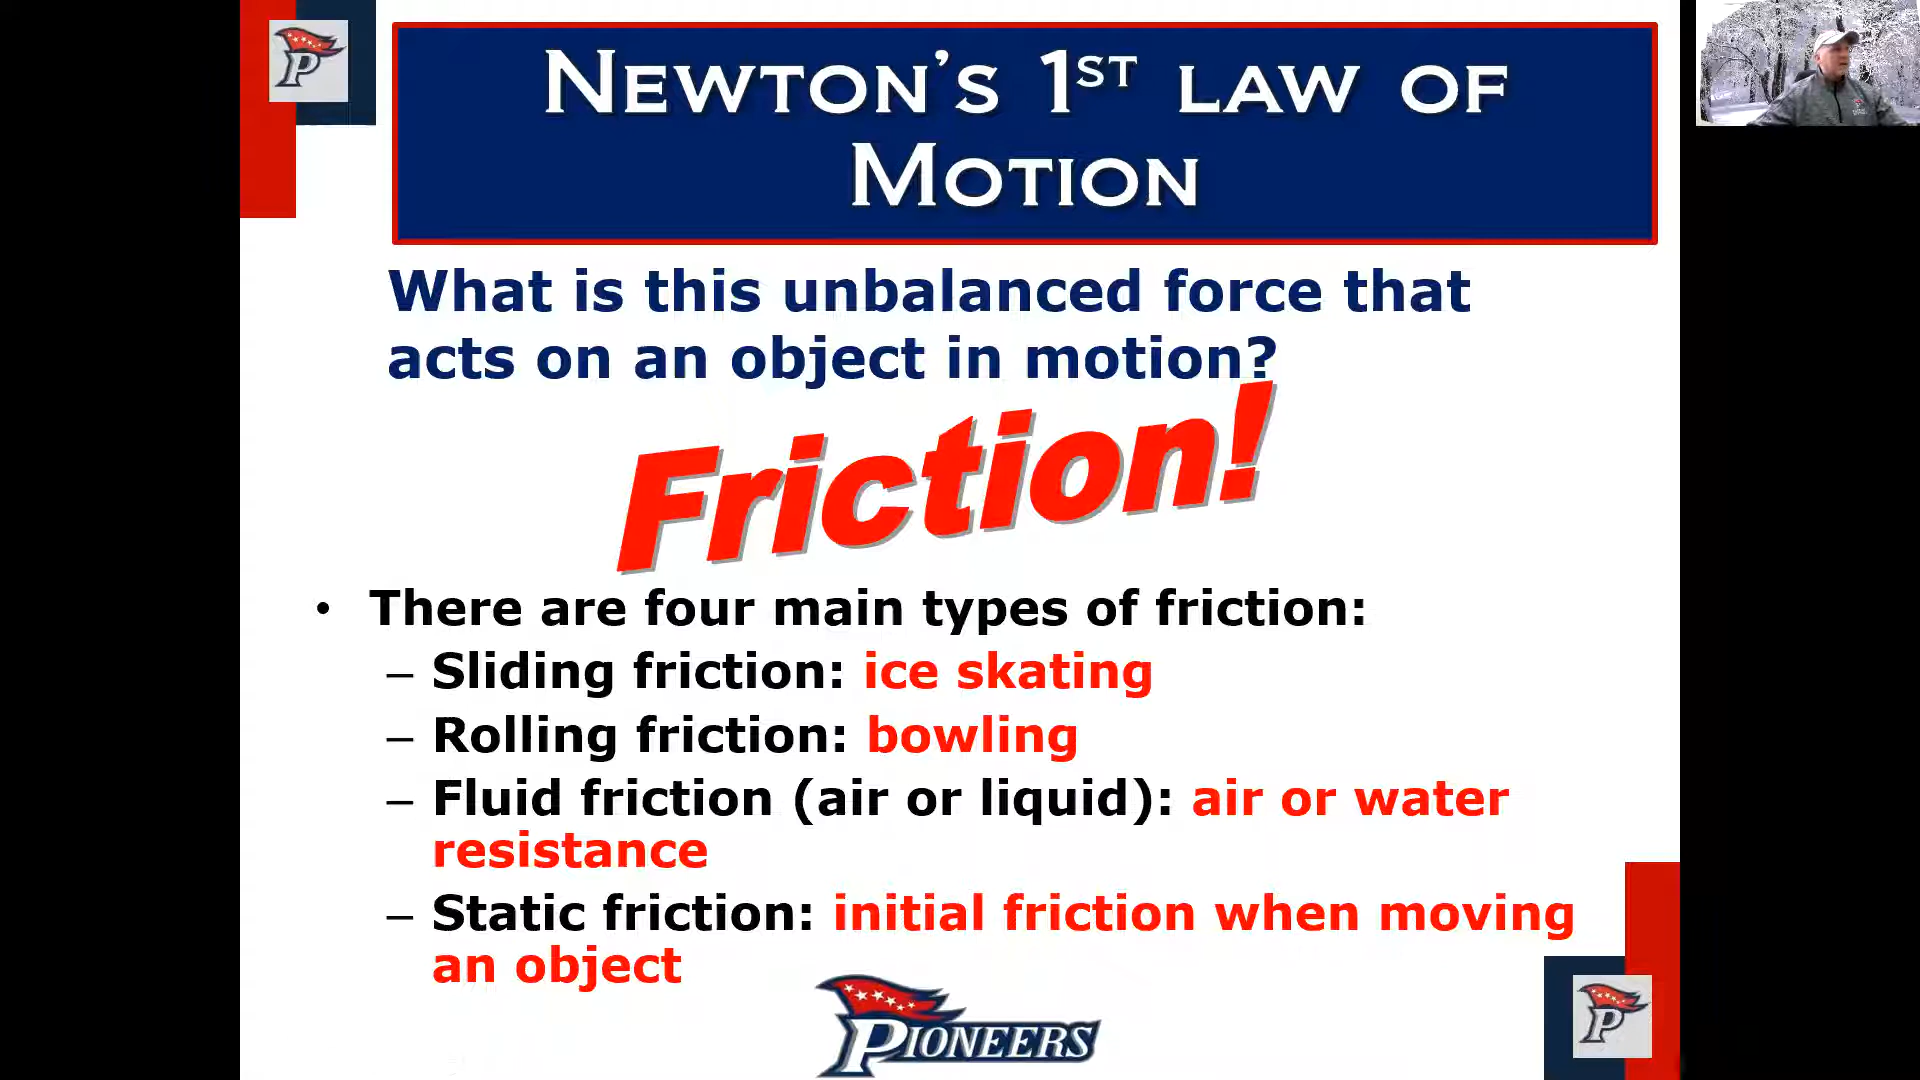 P
NEWTON'S 1ST LAW OF
MOTION
What is this unbalanced force that
acts on an object in motion?
Friction!
• There are four main types of friction:
– Sliding friction: ice skating
– Rolling friction: bowling
– Fluid friction (air or liquid): air or water
resistance
– Static friction: initial friction when moving
an object
PIONEERS
P